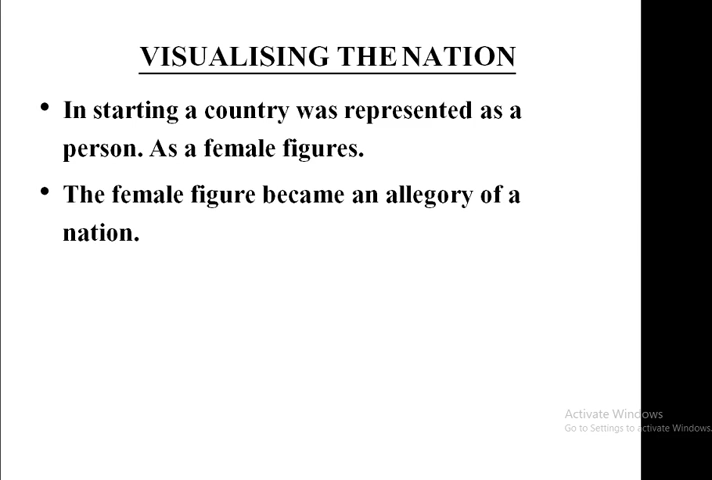 VISUALISING THE NATION
• In starting a country was represented as a
person. As a female figures.
• The female figure became an allegory of a
nation.
Activate Windows
Go to Settings to activate Windows.